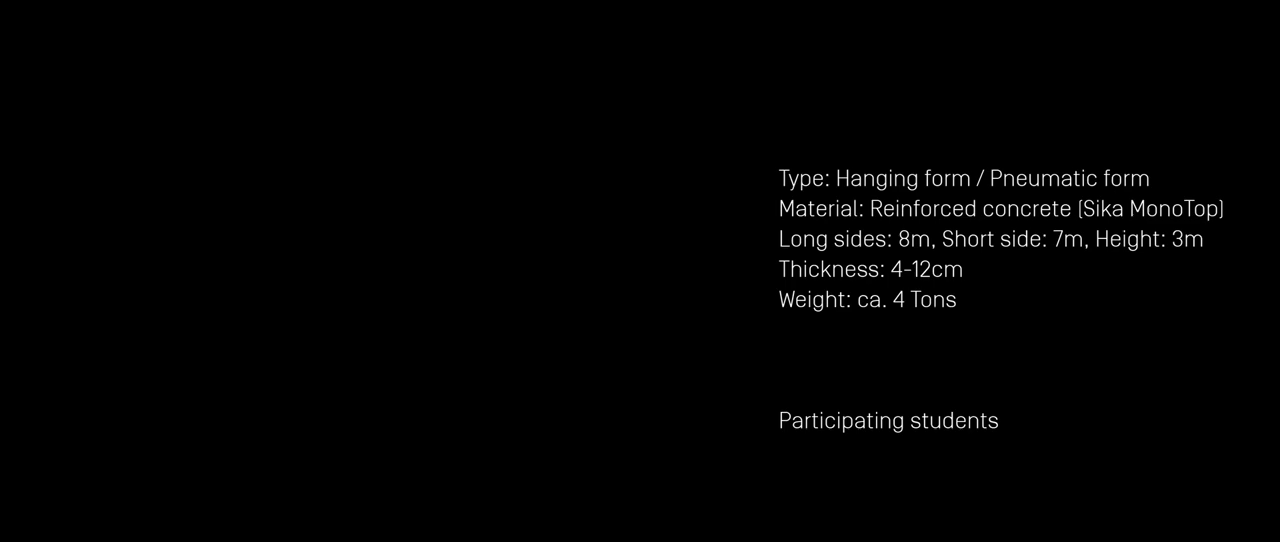 Type: Hanging form / Pneumatic form
Material: Reinforced concrete (Sika MonoTop)
Long sides: 8m, Short side: 7m, Height: 3m
Thickness: 4-12cm
Weight: ca. 4 Tons
Participating students